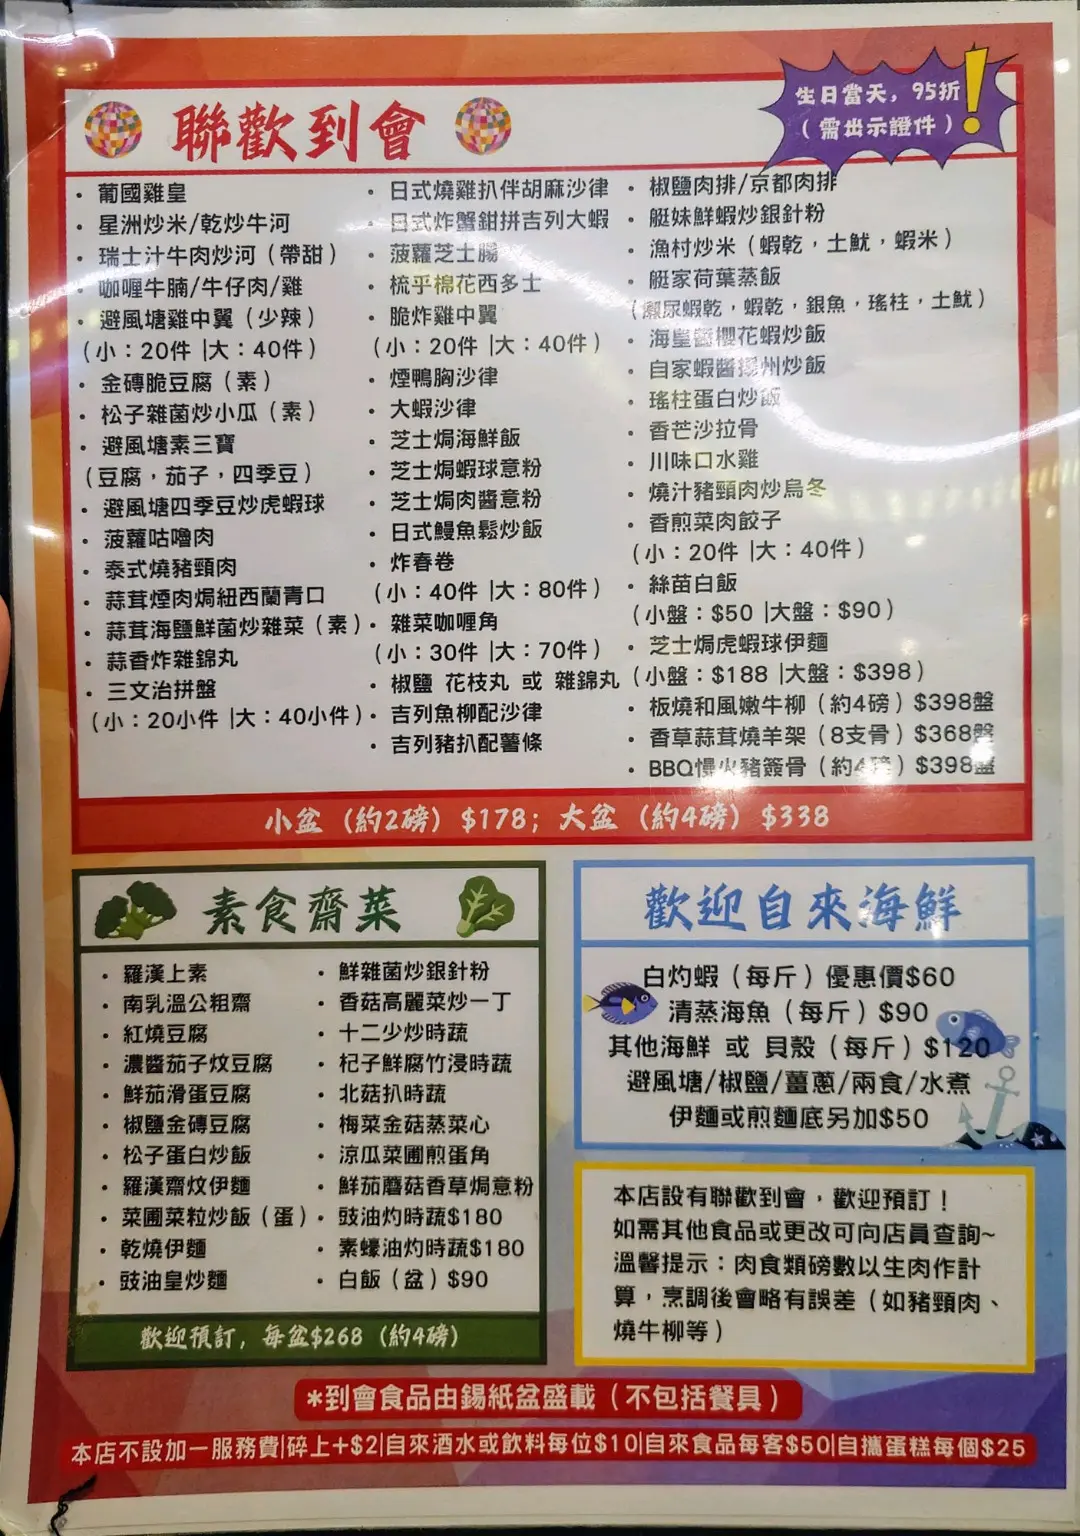 生日當天，95折！
（需出示證件）
聯歡到會
• 葡國雞皇
• 星洲炒米/乾炒牛河
• 瑞士汁牛肉炒河（帶甜）
• 咖喱牛腩/牛仔肉/雞
• 避風塘雞中翼（少辣）
（小：20件 |大：40件）
• 金磚脆豆腐（素）
• 松子雜菌炒小瓜（素）
• 避風塘素三寶
（豆腐，茄子，四季豆）
• 避風塘四季豆炒虎蝦球
• 菠蘿咕嚕肉
• 泰式燒豬頸肉
• 蒜茸煙肉焗紐西蘭青口
• 蒜茸海鹽鮮菌炒雜菜（素）
• 蒜香炸雜錦丸
• 三文治拼盤
（小：20小件 |大：40小件）
• 日式燒雞扒伴胡麻沙律
• 日式炸蟹鉗拼吉列大蝦
• 菠蘿芝士腸
• 梳乎棉花西多士
• 脆炸雞中翼
（小：20件 |大：40件）
• 煙鴨胸沙律
• 大蝦沙律
• 芝士焗海鮮飯
• 芝士焗蝦球意粉
• 芝士焗肉醬意粉
• 日式鰻魚鬆炒飯
• 炸春卷
（小：40件 |大：80件）
• 雜菜咖喱角
（小：30件 |大：70件）
• 椒鹽 花枝丸 或 雜錦丸
• 吉列魚柳配沙律
• 吉列豬扒配薯條
• 椒鹽肉排/京都肉排
• 艇妹鮮蝦炒銀針粉
• 漁村炒米（蝦乾，土魷，蝦米）
• 艇家荷葉蒸飯
（瀨尿蝦乾，蝦乾，銀魚，瑤柱，土魷）
• 海皇醬櫻花蝦炒飯
• 自家蝦醬揚州炒飯
• 瑤柱蛋白炒飯
• 香芒沙拉骨
• 川味口水雞
• 燒汁豬頸肉炒烏冬
• 香煎菜肉餃子
（小：20件 |大：40件）
• 絲苗白飯
（小盤：$50 |大盤：$90）
• 芝士焗虎蝦球伊麵
（小盤：$188 |大盤：$398）
• 板燒和風嫩牛柳（約4磅）$398盤
• 香草蒜茸燒羊架（8支骨）$368盤
• BBQ慢火豬簽骨（約4磅）$398盤
小盆（約2磅）$178；大盆（約4磅）$338
素食齋菜
• 羅漢上素
• 南乳溫公粗齋
• 紅燒豆腐
• 濃醬茄子炆豆腐
• 鮮茄滑蛋豆腐
• 椒鹽金磚豆腐
• 松子蛋白炒飯
• 羅漢齋炆伊麵
• 菜圃菜粒炒飯（蛋）
• 乾燒伊麵
• 豉油皇炒麵
• 鮮雜菌炒銀針粉
• 香菇高麗菜炒一丁
• 十二少炒時蔬
• 杞子鮮腐竹浸時蔬
• 北菇扒時蔬
• 梅菜金菇蒸菜心
• 涼瓜菜圃煎蛋角
• 鮮茄蘑菇香草焗意粉
• 豉油灼時蔬$180
• 素蠔油灼時蔬$180
• 白飯（盆）$90
歡迎預訂，每盆$268（約4磅）
歡迎自來海鮮
白灼蝦（每斤）優惠價$60
清蒸海魚（每斤）$90
其他海鮮 或 貝殼（每斤）$120
避風塘/椒鹽/薑蔥/兩食/水煮
伊麵或煎麵底另加$50
本店設有聯歡到會，歡迎預訂！
如需其他食品或更改可向店員查詢~
溫馨提示：肉食類磅數以生肉作計
算，烹調後會略有誤差（如豬頸肉、
燒牛柳等）
*到會食品由錫紙盆盛載（不包括餐具）
本店不設加一服務費|碎上+$2|自來酒水或飲料每位$10|自來食品每客$50|自攜蛋糕每個$25